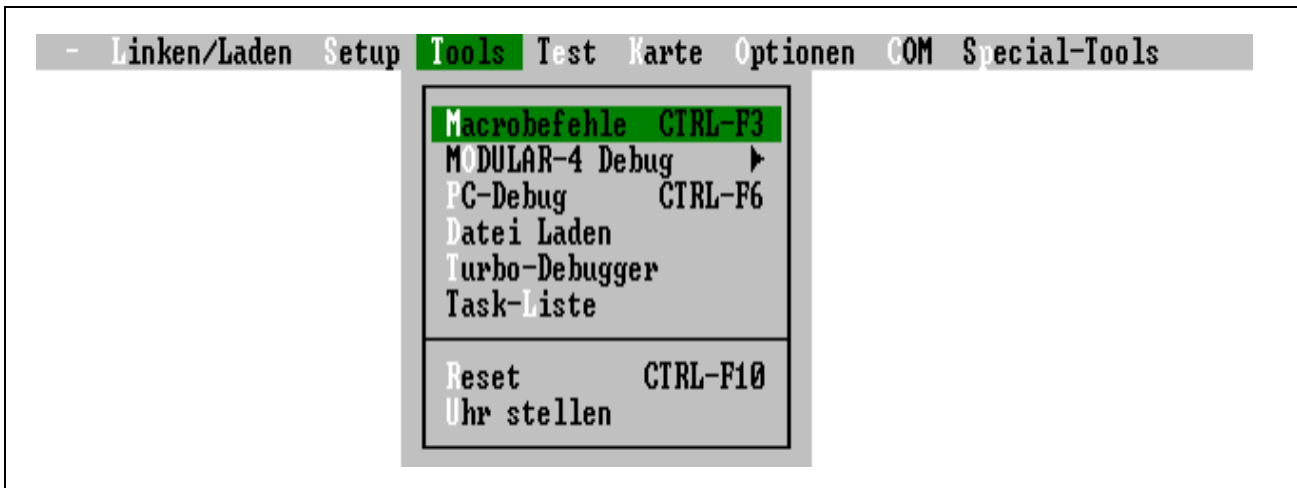 - Linken/Laden Setup Tools Test Karte Optionen COM Special-Tools
Macrobefehle CTRL-F3
MODULAR-4 Debug ►
PC-Debug CTRL-F6
Datei Laden
Turbo-Debugger
Task-Liste
Reset CTRL-F10
Uhr stellen